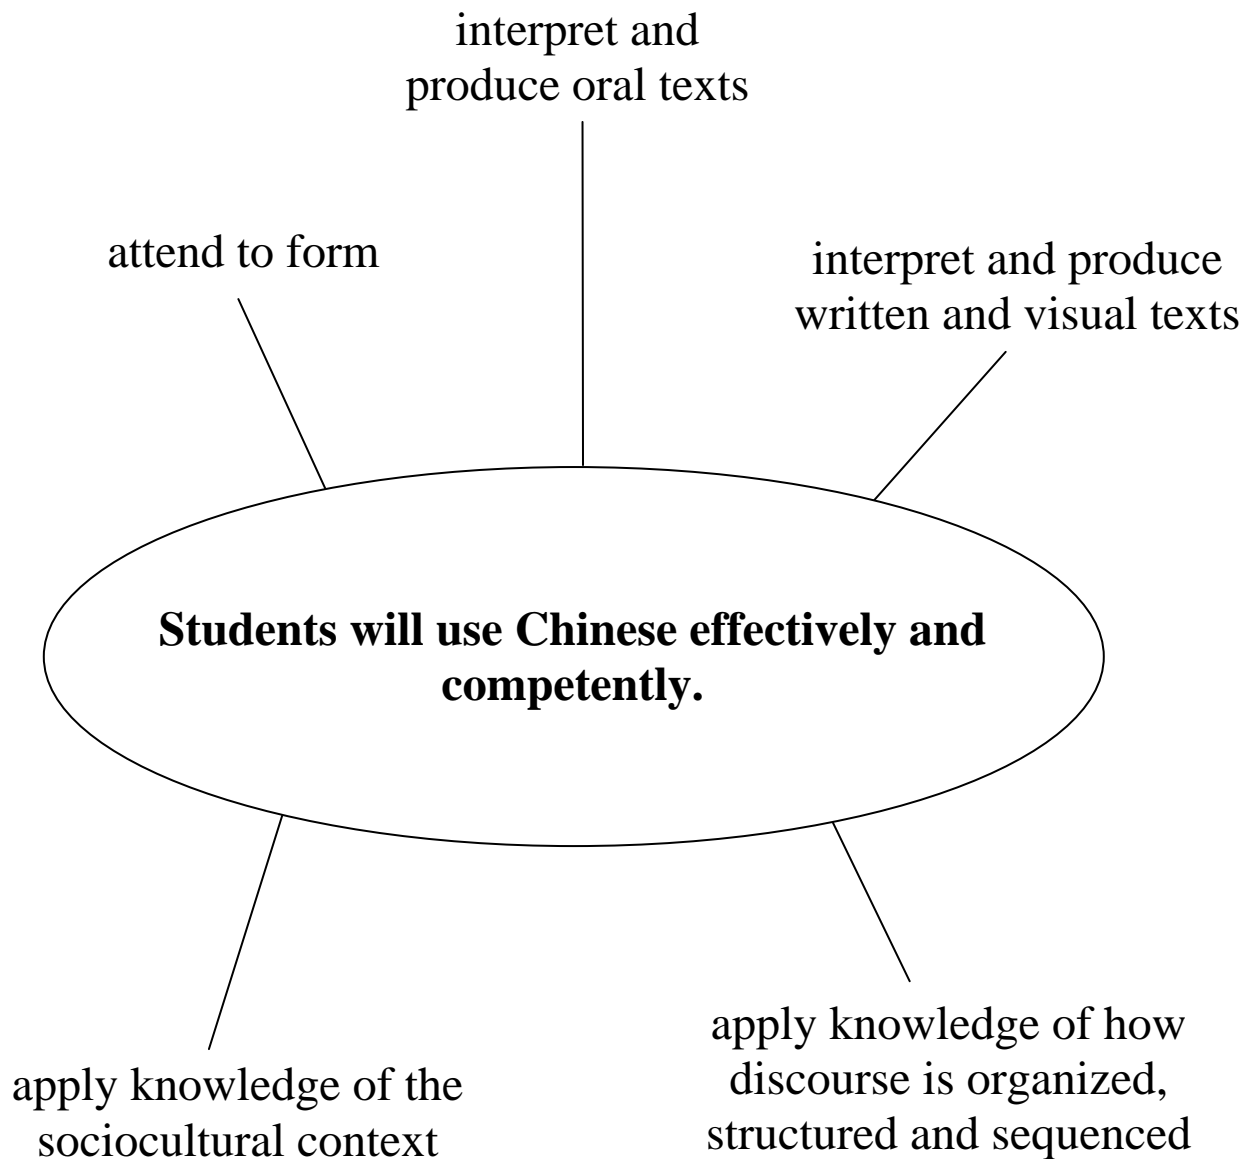 interpret and
produce oral texts
attend to form
interpret and produce
written and visual texts
Students will use Chinese effectively and
competently.
apply knowledge of the
sociocultural context
apply knowledge of how
discourse is organized,
structured and sequenced